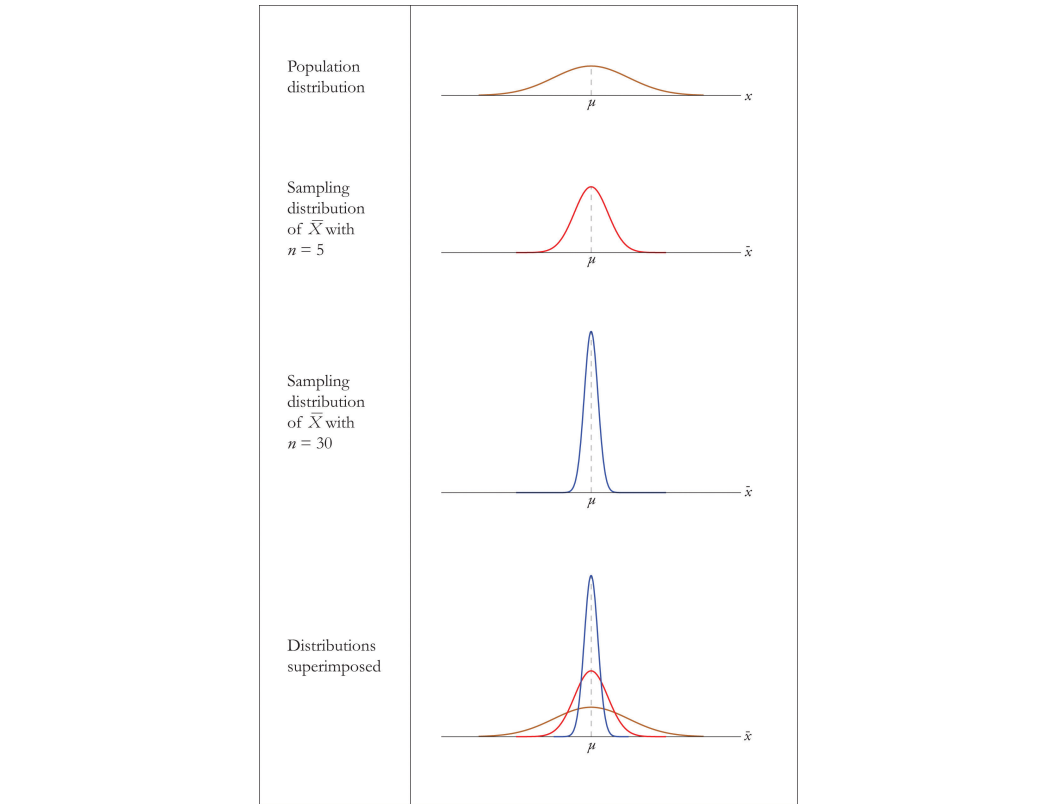 Population
distribution
x
μ
Sampling
distribution
of X̅ with
n = 5
x̄
μ
Sampling
distribution
of X̅ with
n = 30
x̄
μ
Distributions
superimposed
x̄
μ